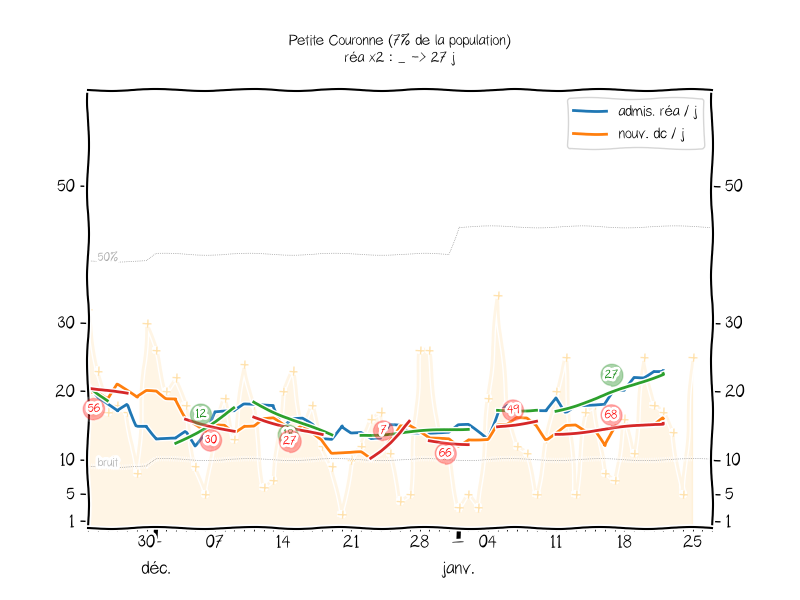 Petite Couronne (7% de la population)
réa x2 : _ -> 27 j
admis. réa / j
nouv. dc / j
50 50
50%
30 30
27
20 20
56 12 30 27 7 66 49 68
bruit
10 10
5 5
1 1
30 07 14 21 28 04 11 18 25
déc. janv.